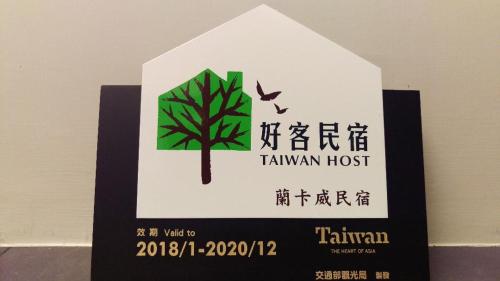 好客民宿
TAIWAN HOST
蘭卡威民宿
效期 Valid to
2018/1-2020/12
Taiwan
THE HEART OF ASIA
交通部觀光局 製發